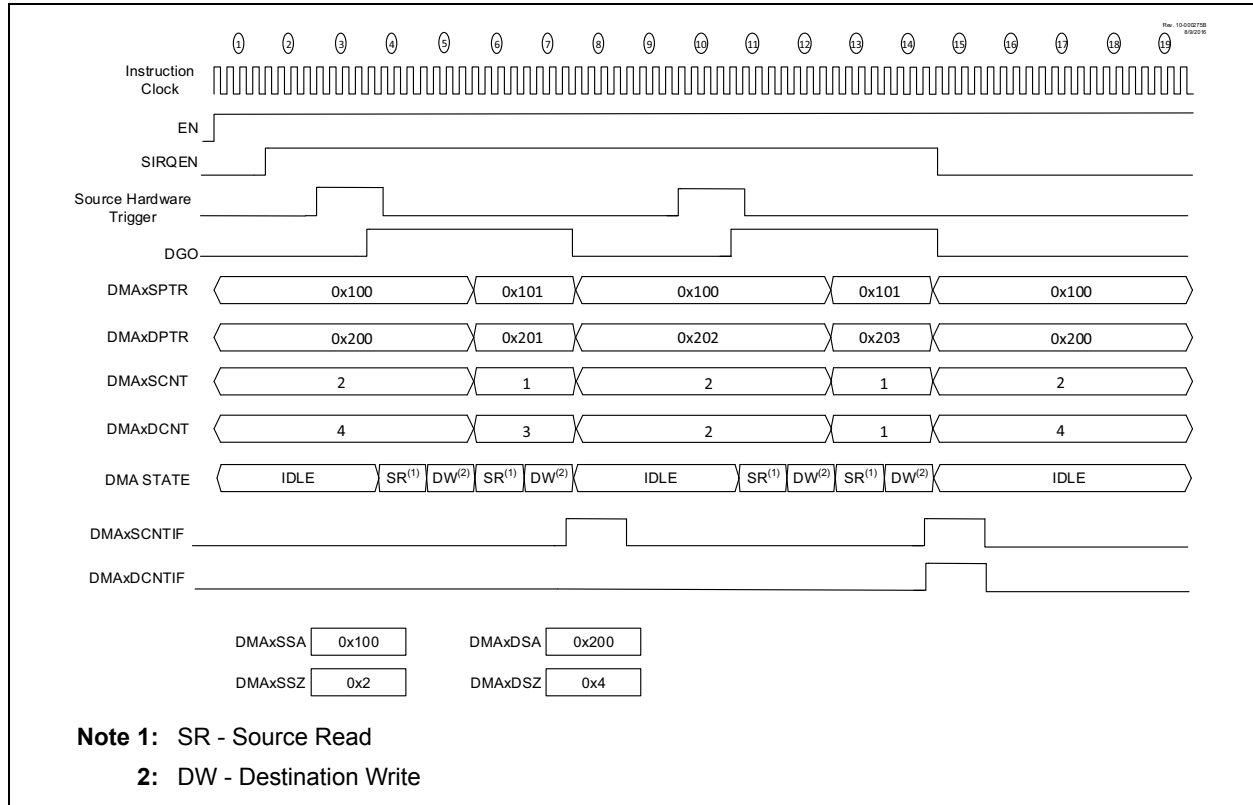 Rev. 10-000275B
8/9/2016
1 2 3 4 5 6 7 8 9 10 11 12 13 14 15 16 17 18 19
Instruction
Clock
EN
SIRQEN
Source Hardware
Trigger
DGO
DMAxSPTR 0x100 0x101 0x100 0x101 0x100
DMAxDPTR 0x200 0x201 0x202 0x203 0x200
DMAxSCNT 2 1 2 1 2
DMAxDCNT 4 3 2 1 4
DMA STATE IDLE SR(1) DW(2) SR(1) DW(2) IDLE SR(1) DW(2) SR(1) DW(2) IDLE
DMAxSCNTIF
DMAxDCNTIF
DMAxSSA 0x100 DMAxDSA 0x200
DMAxSSZ 0x2 DMAxDSZ 0x4
Note 1: SR - Source Read
2: DW - Destination Write